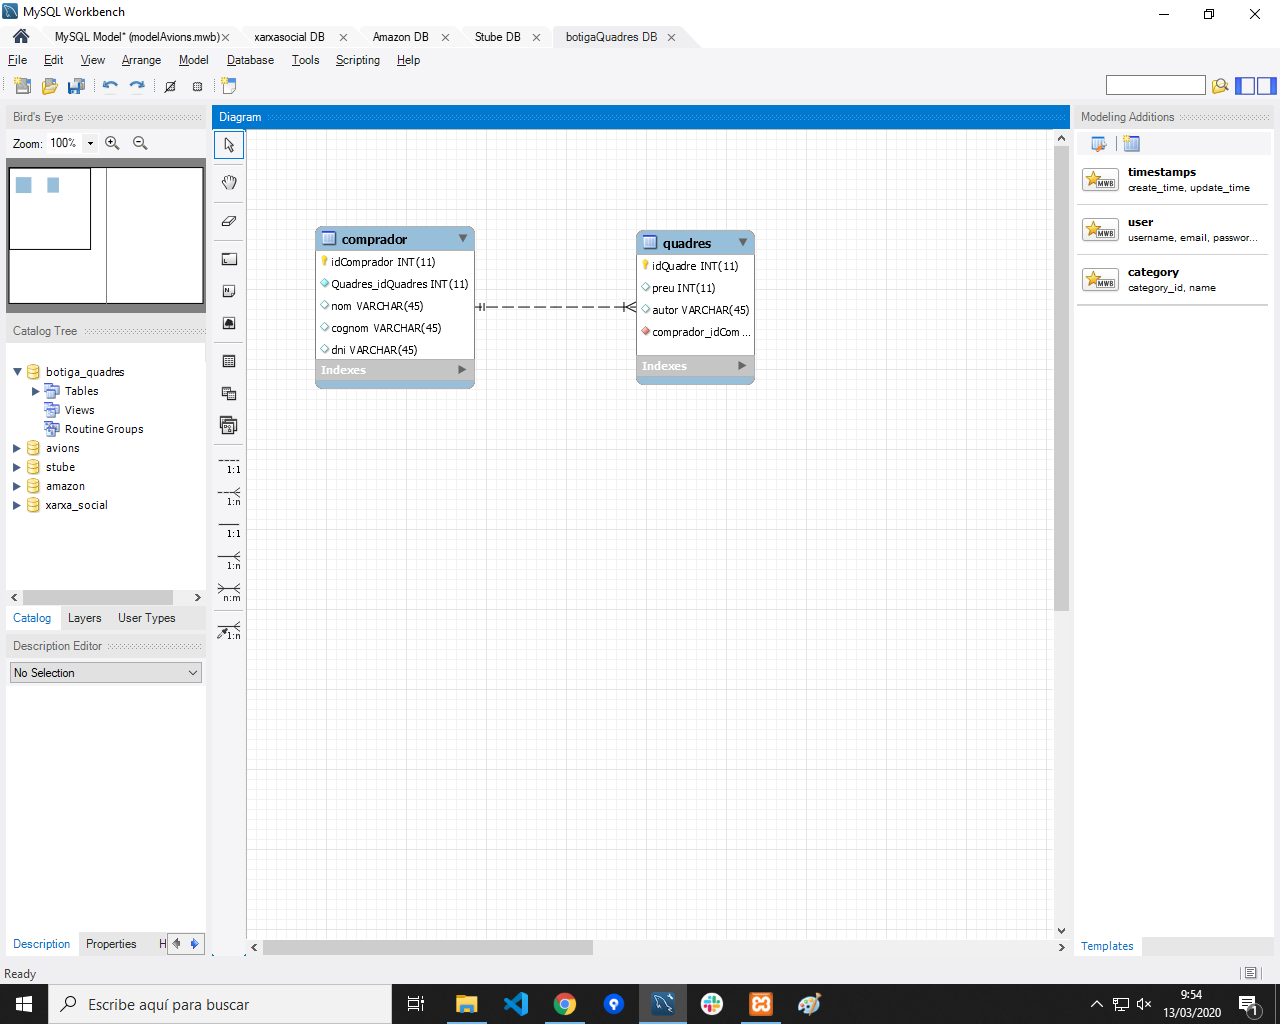 MySQL Workbench
MySQL Model* (modelAvions.mwb)
xarxasocial DB
Amazon DB
Stube DB
botigaQuadres DB
File Edit View Arrange Model Database Tools Scripting Help
Bird's Eye
Zoom: 100%
Diagram
Modeling Additions
timestamps
create_time, update_time
user
username, email, passwor...
category
category_id, name
comprador
idComprador INT(11)
Quadres_idQuadres INT(11)
nom VARCHAR(45)
cognom VARCHAR(45)
dni VARCHAR(45)
Indexes
quadres
idQuadre INT(11)
preu INT(11)
autor VARCHAR(45)
comprador_idCom ...
Indexes
1:1
1:n
1:1
1:n
n:m
1:n
Catalog Tree
botiga_quadres
Tables
Views
Routine Groups
avions
stube
amazon
xarxa_social
Catalog Layers User Types
Description Editor
No Selection
Description Properties H
Templates
Ready
Escribe aquí para buscar
9:54
13/03/2020
1